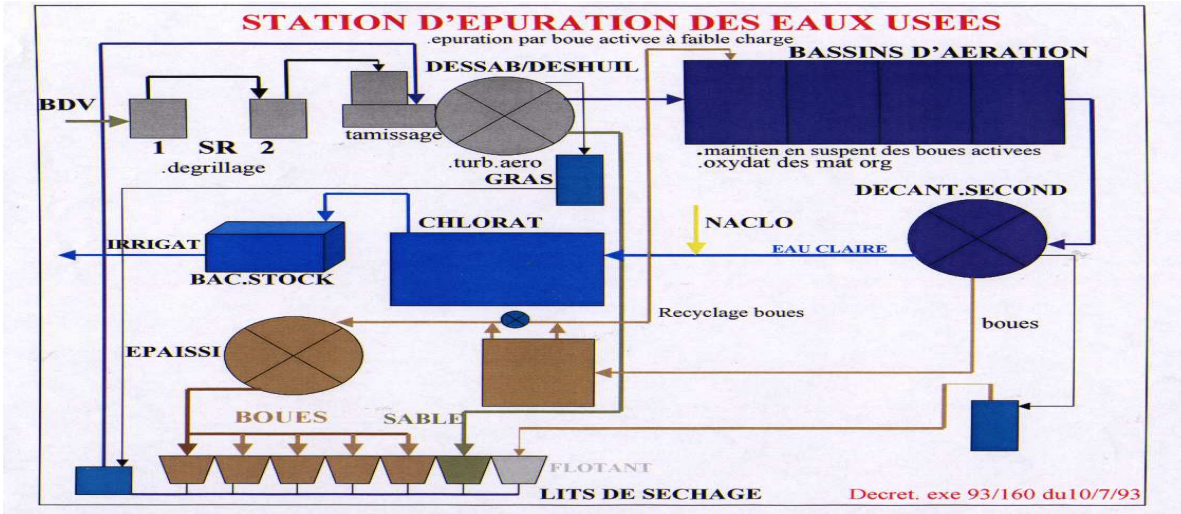 STATION D'EPURATION DES EAUX USEES
.epuration par boue activee à faible charge
BASSINS D'AERATION
DESSAB/DESHUIL
BDV
1 SR 2
.degrillage
tamissage
.turb.aero
GRAS
.maintien en suspent des boues activees
.oxydat des mat org
DECANT.SECOND
CHLORAT
NACLO
IRRIGAT
EAU CLAIRE
BAC.STOCK
Recyclage boues
boues
EPAISSI
BOUES
SABLE
FLOTANT
LITS DE SECHAGE
Decret. exe 93/160 du10/7/93